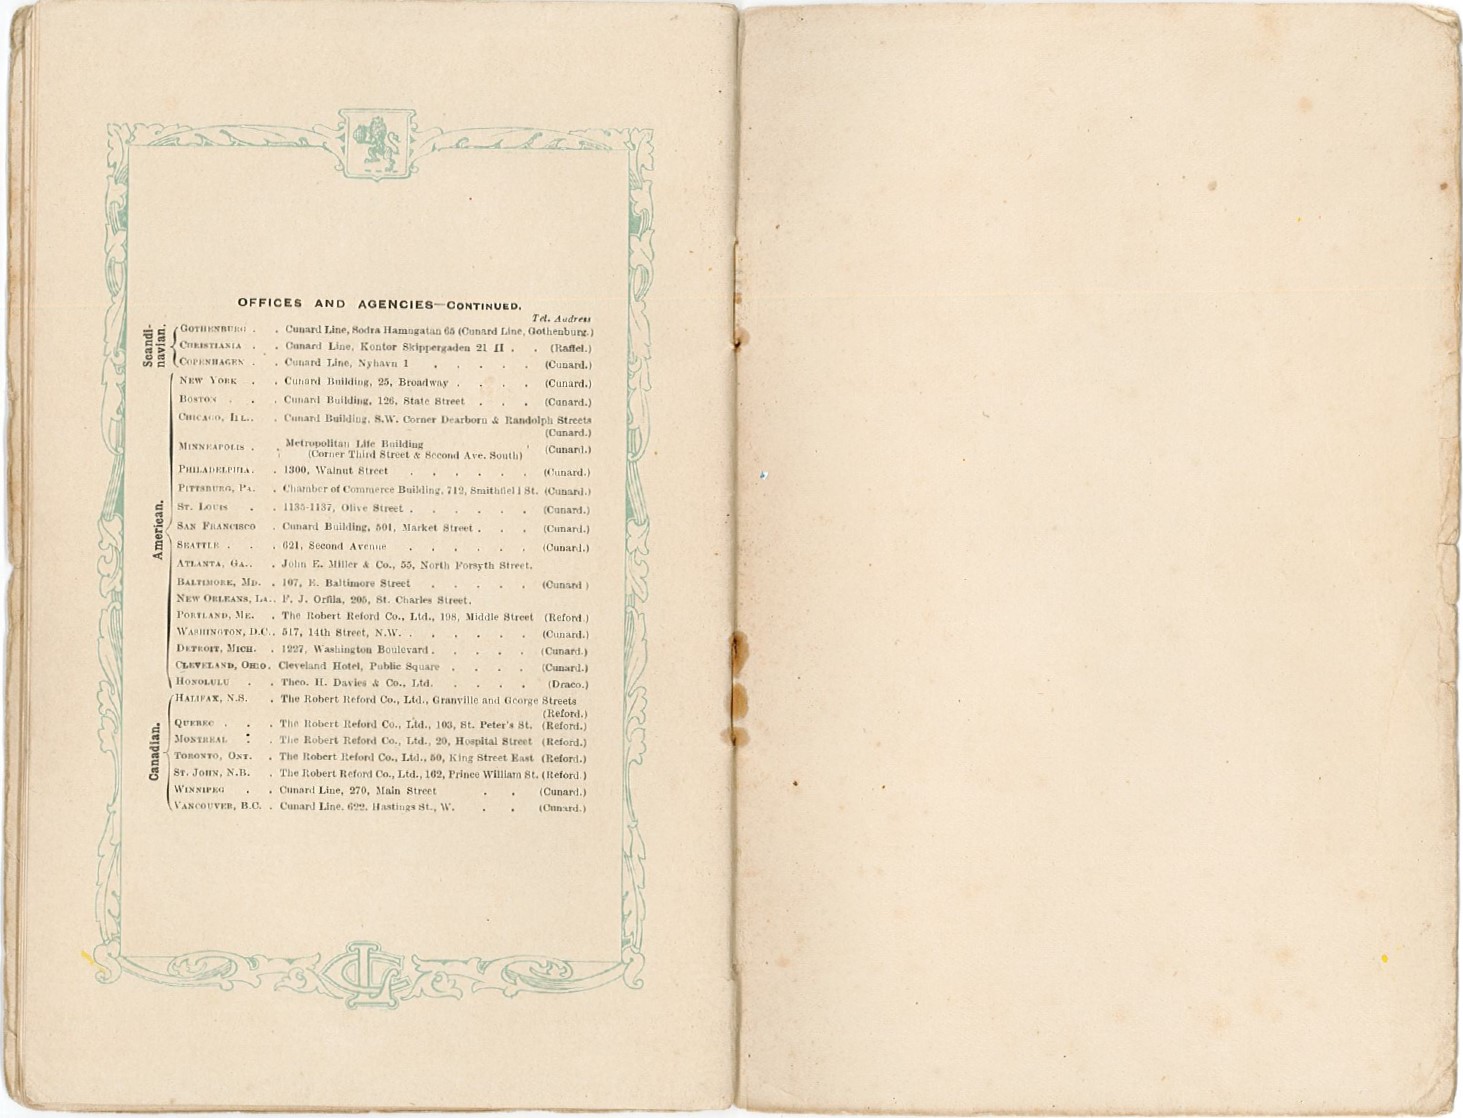 OFFICES AND AGENCIES—CONTINUED.
Tel. Address
Scandi-
navian.
GOTHENBURG . . Cunard Line, Sodra Hamngatan 65 (Cunard Line, Gothenburg.)
CHRISTIANIA . . Cunard Line, Kontor Skippergaden 21 II . . (Raffel.)
COPENHAGEN . . Cunard Line, Nyhavn 1 . . . . . (Cunard.)
American.
NEW YORK . . Cunard Building, 25, Broadway . . . . (Cunard.)
BOSTON . . . Cunard Building, 126, State Street . . . (Cunard.)
CHICAGO, ILL. . Cunard Building, S.W. Corner Dearborn & Randolph Streets
(Cunard.)
MINNEAPOLIS . . Metropolitan Life Building
(Corner Third Street & Second Ave. South) (Cunard.)
PHILADELPHIA . . 1300, Walnut Street . . . . . . (Cunard.)
PITTSBURG, PA. . Chamber of Commerce Building, 712, Smithfield St. (Cunard.)
ST. LOUIS . . 1135-1137, Olive Street . . . . . . (Cunard.)
SAN FRANCISCO . Cunard Building, 501, Market Street . . . (Cunard.)
SEATTLE . . . 621, Second Avenue . . . . . . (Cunard.)
ATLANTA, GA. . . John E. Miller & Co., 55, North Forsyth Street.
BALTIMORE, MD. . 107, E. Baltimore Street . . . . . (Cunard.)
NEW ORLEANS, LA. . F. J. Orfila, 205, St. Charles Street.
PORTLAND, ME. . The Robert Reford Co., Ltd., 198, Middle Street (Reford.)
WASHINGTON, D.C. . 517, 14th Street, N.W. . . . . . . (Cunard.)
DETROIT, MICH. . 1227, Washington Boulevard . . . . . (Cunard.)
CLEVELAND, OHIO . Cleveland Hotel, Public Square . . . . (Cunard.)
HONOLULU . . Theo. H. Davies & Co., Ltd. . . . . (Draco.)
Canadian.
HALIFAX, N.S. . The Robert Reford Co., Ltd., Granville and George Streets
(Reford.)
QUEBEC . . . The Robert Reford Co., Ltd., 103, St. Peter's St. (Reford.)
MONTREAL . . The Robert Reford Co., Ltd., 20, Hospital Street (Reford.)
TORONTO, ONT. . The Robert Reford Co., Ltd., 50, King Street East (Reford.)
ST. JOHN, N.B. . The Robert Reford Co., Ltd., 162, Prince William St. (Reford.)
WINNIPEG . . Cunard Line, 270, Main Street . . (Cunard.)
VANCOUVER, B.C. . Cunard Line, 622, Hastings St., W. . . (Cunard.)